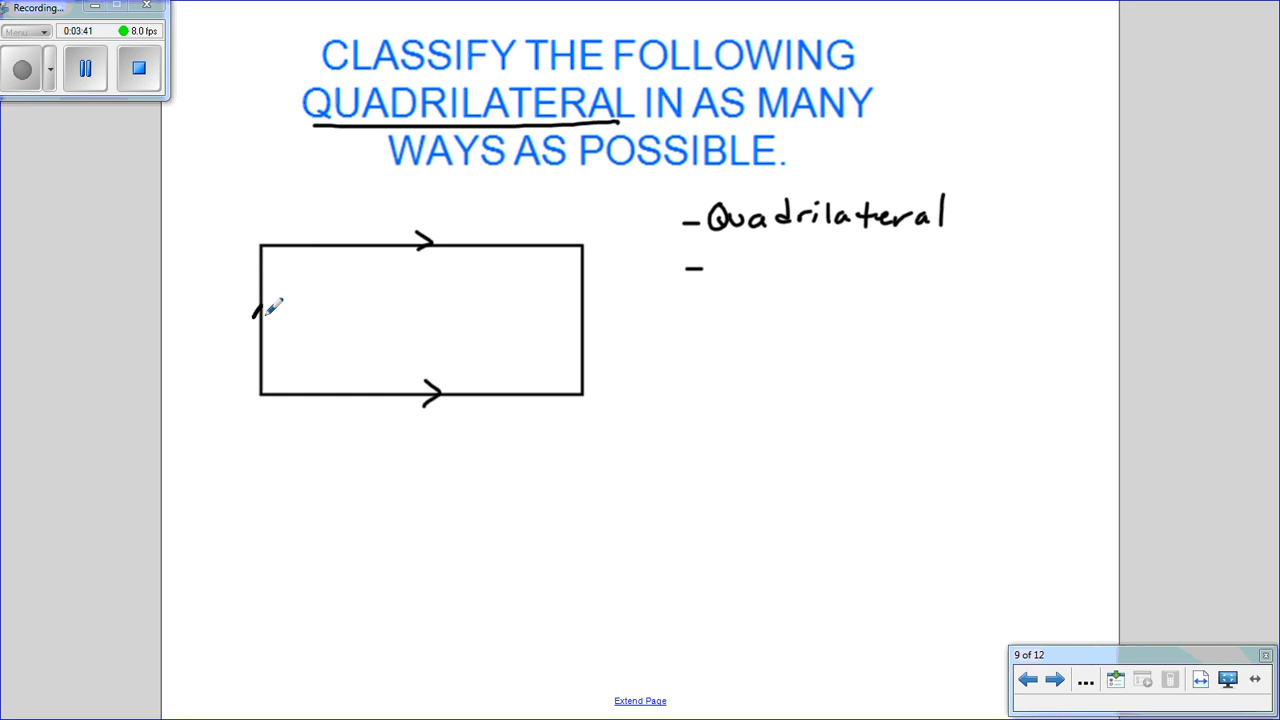 Recording...
Menu
0:03:41
8.0 fps
CLASSIFY THE FOLLOWING
QUADRILATERAL IN AS MANY
WAYS AS POSSIBLE.
- Quadrilateral
-
9 of 12
...
Extend Page